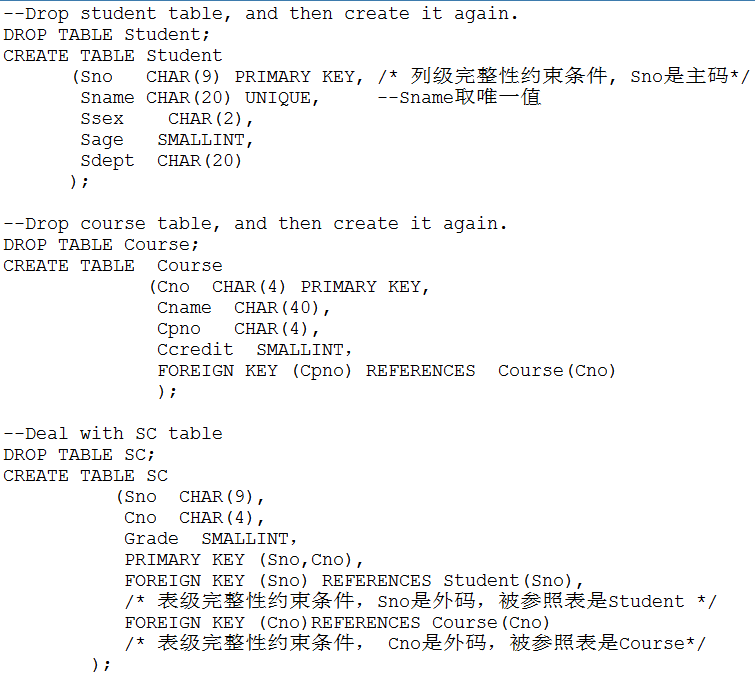 --Drop student table, and then create it again.
DROP TABLE Student;
CREATE TABLE Student
(Sno CHAR(9) PRIMARY KEY, /* 列级完整性约束条件, Sno是主码*/
Sname CHAR(20) UNIQUE, --Sname取唯一值
Ssex CHAR(2),
Sage SMALLINT,
Sdept CHAR(20)
);
--Drop course table, and then create it again.
DROP TABLE Course;
CREATE TABLE Course
(Cno CHAR(4) PRIMARY KEY,
Cname CHAR(40),
Cpno CHAR(4),
Ccredit SMALLINT,
FOREIGN KEY (Cpno) REFERENCES Course(Cno)
);
--Deal with SC table
DROP TABLE SC;
CREATE TABLE SC
(Sno CHAR(9),
Cno CHAR(4),
Grade SMALLINT,
PRIMARY KEY (Sno,Cno),
FOREIGN KEY (Sno) REFERENCES Student(Sno),
/* 表级完整性约束条件，Sno是外码，被参照表是Student */
FOREIGN KEY (Cno)REFERENCES Course(Cno)
/* 表级完整性约束条件， Cno是外码，被参照表是Course*/
);